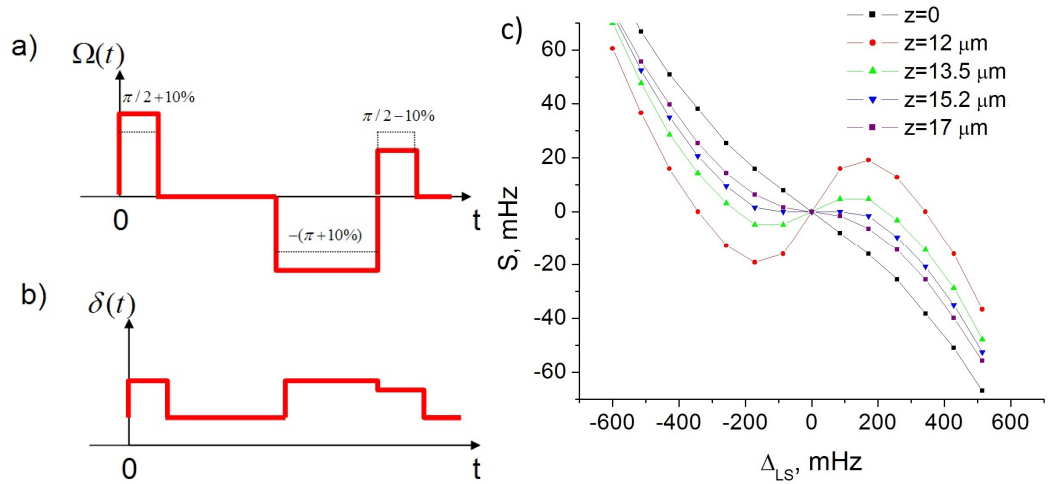 a)
Ω(t)
π/2+10%
π/2−10%
−(π+10%)
0
t
b)
δ(t)
0
t
c)
z=0
z=12 μm
z=13.5 μm
z=15.2 μm
z=17 μm
S, mHz
60
40
20
0
-20
-40
-60
-600 -400 -200 0 200 400 600
Δ_LS, mHz